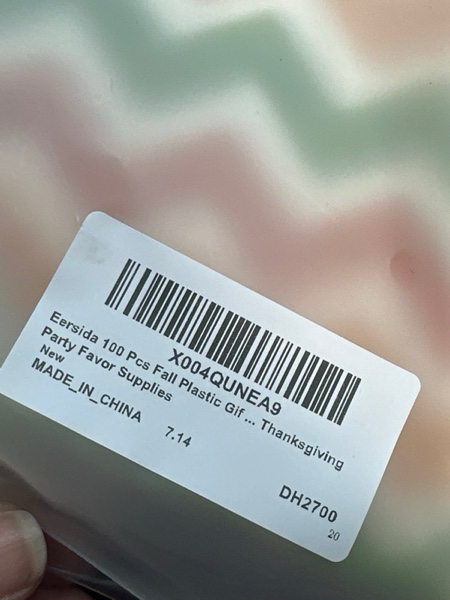 X004QUNEA9
Eersida 100 Pcs Fall Plastic Gif ... Thanksgiving
Party Favor Supplies
New
MADE_IN_CHINA
7.14
DH2700
20